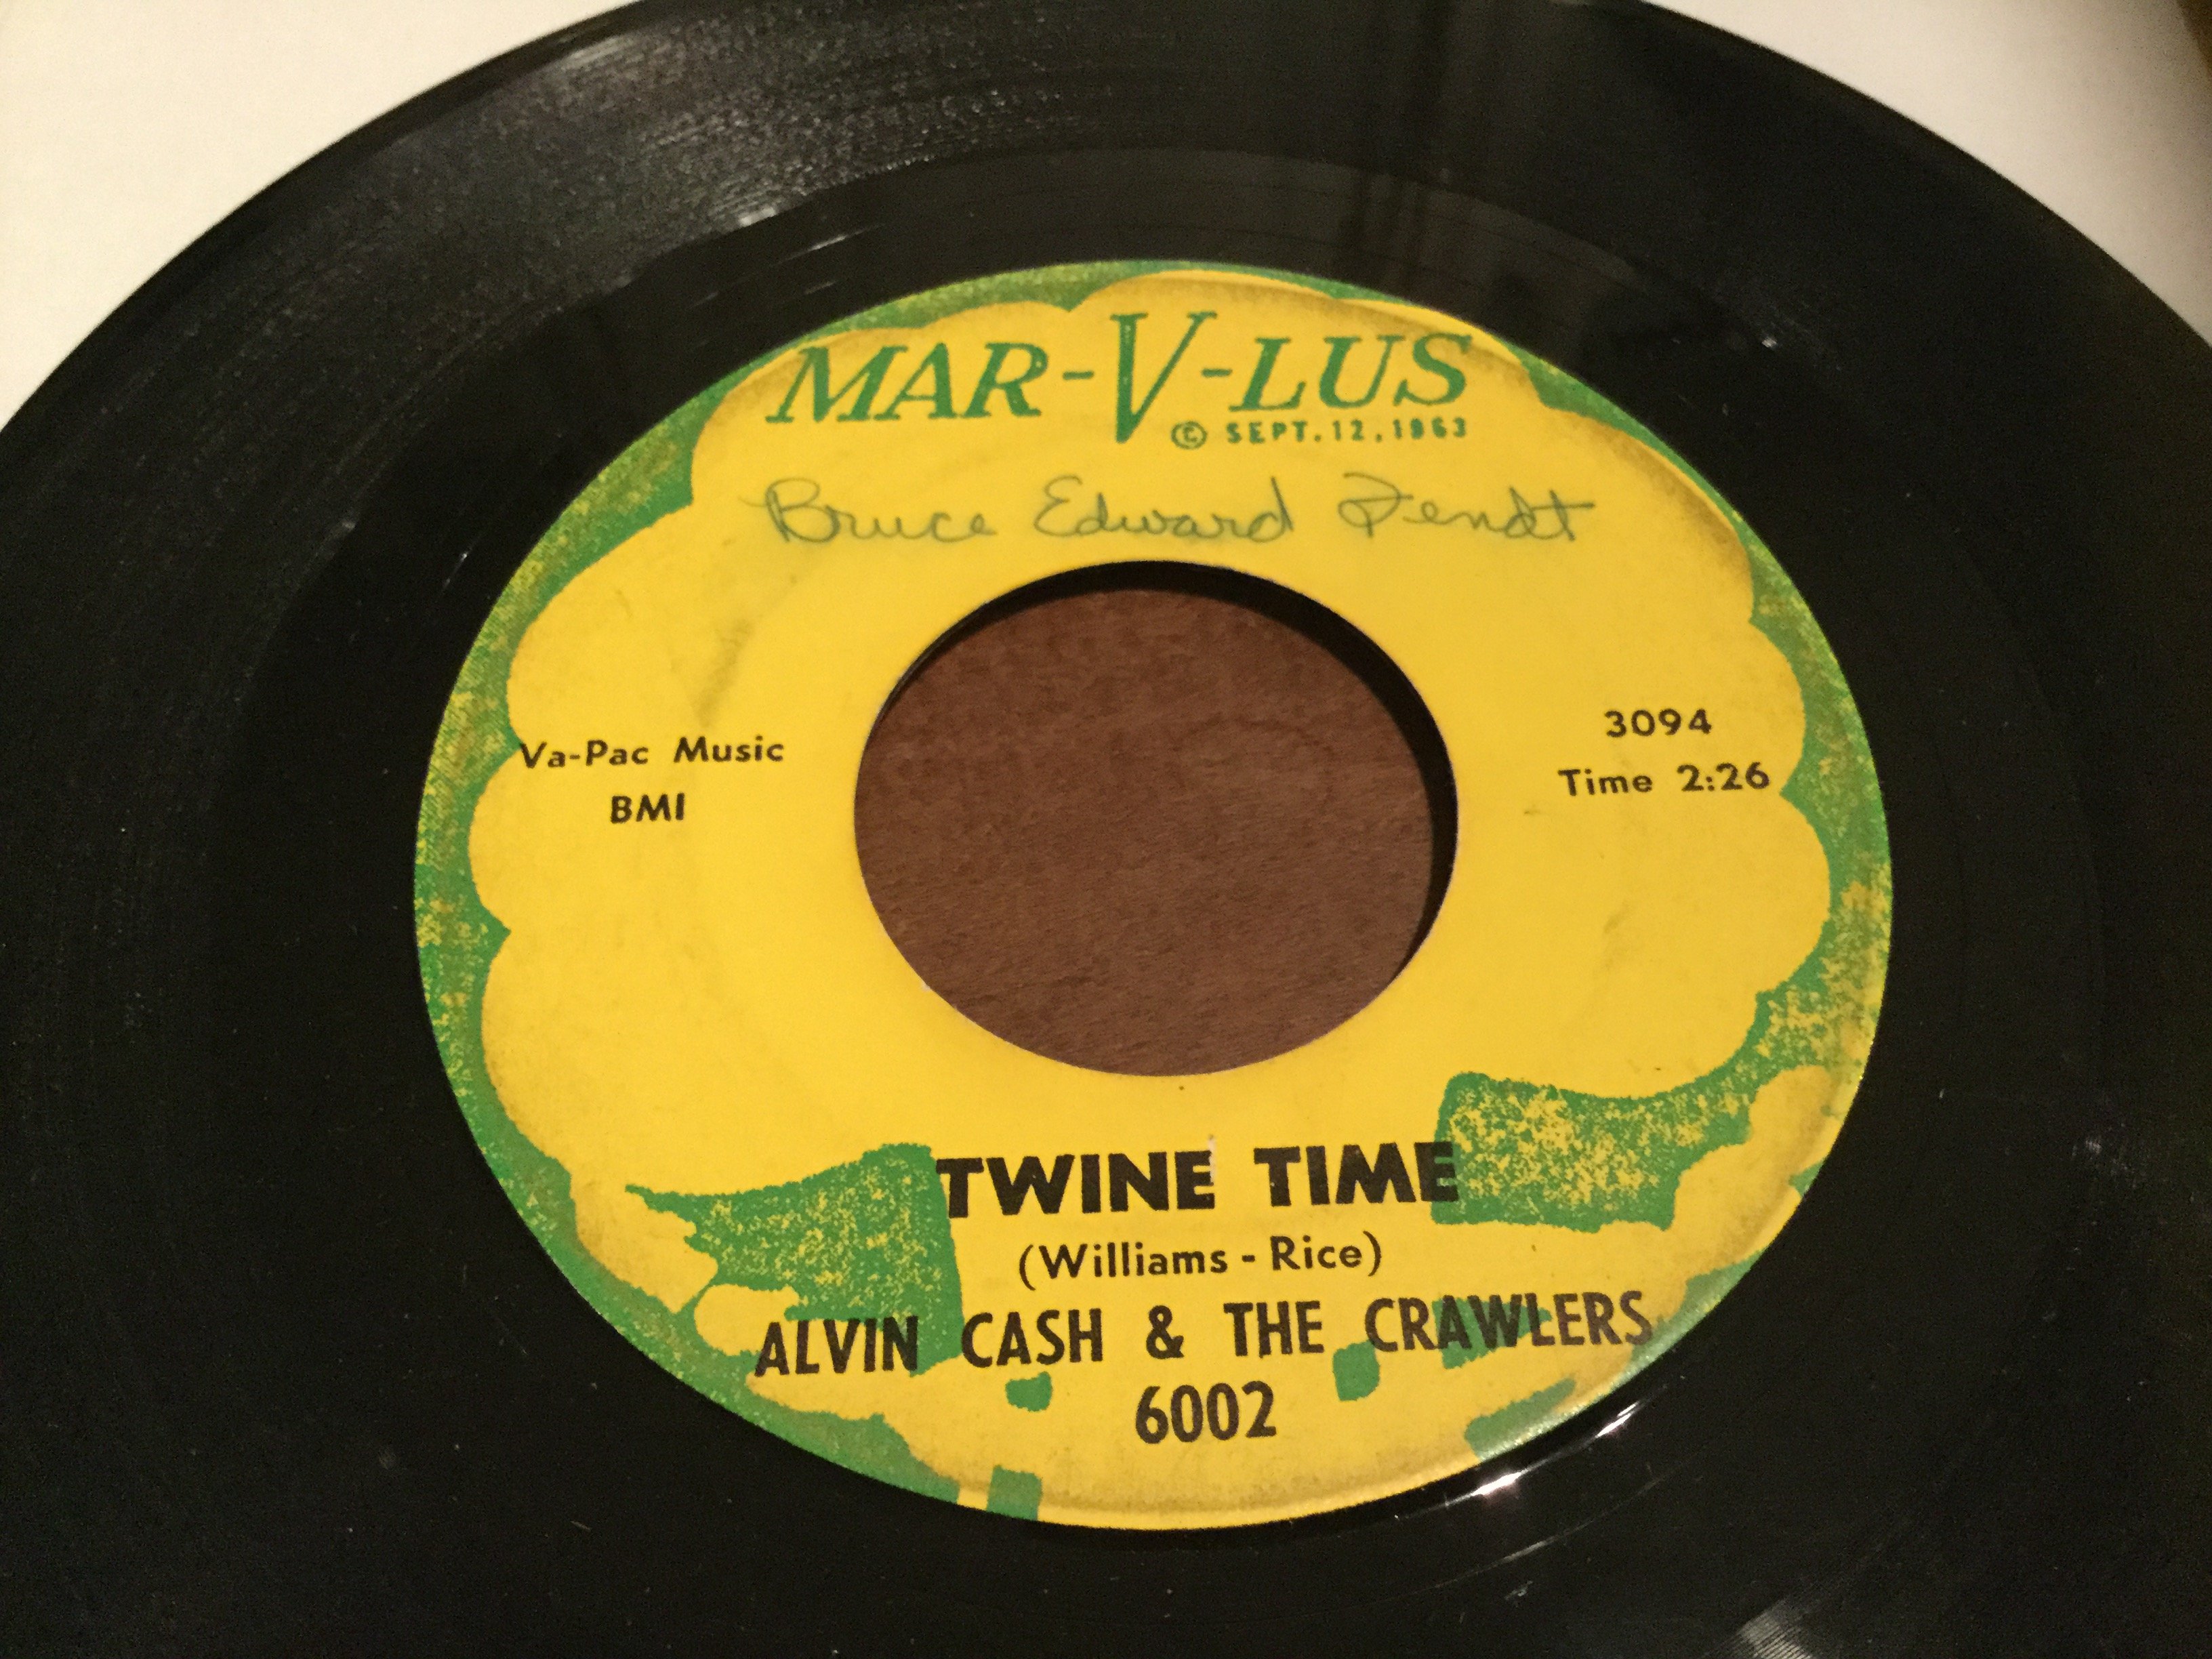 MAR-V-LUS
© SEPT. 12, 1963
Bruce Edward Fendt
Va-Pac Music
BMI
3094
Time 2:26
TWINE TIME
(Williams - Rice)
ALVIN CASH & THE CRAWLERS
6002